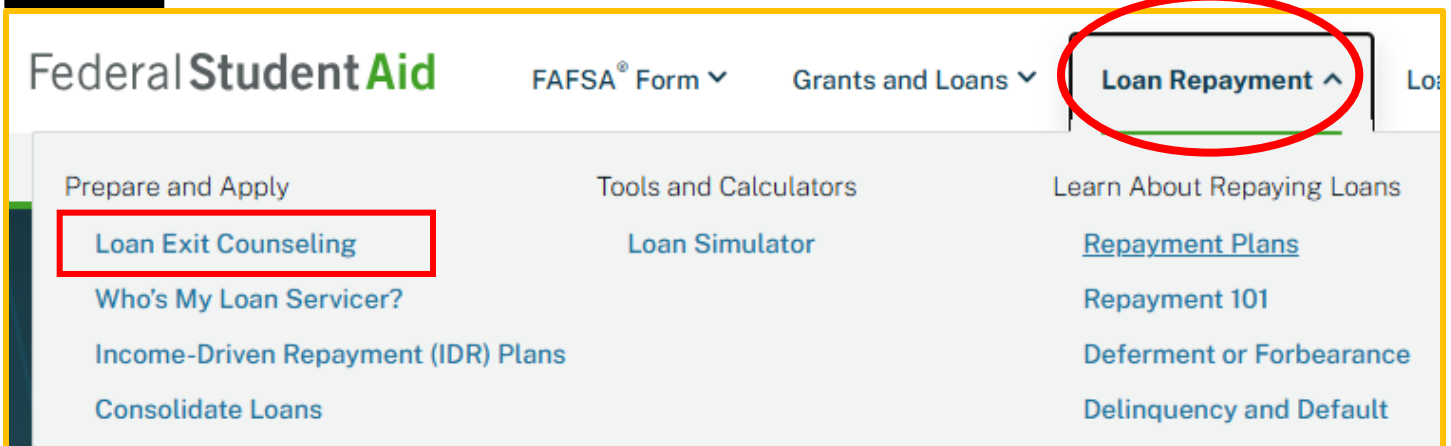 Federal Student Aid
FAFSA® Form
Grants and Loans
Loan Repayment
Prepare and Apply
Loan Exit Counseling
Who's My Loan Servicer?
Income-Driven Repayment (IDR) Plans
Consolidate Loans
Tools and Calculators
Loan Simulator
Learn About Repaying Loans
Repayment Plans
Repayment 101
Deferment or Forbearance
Delinquency and Default